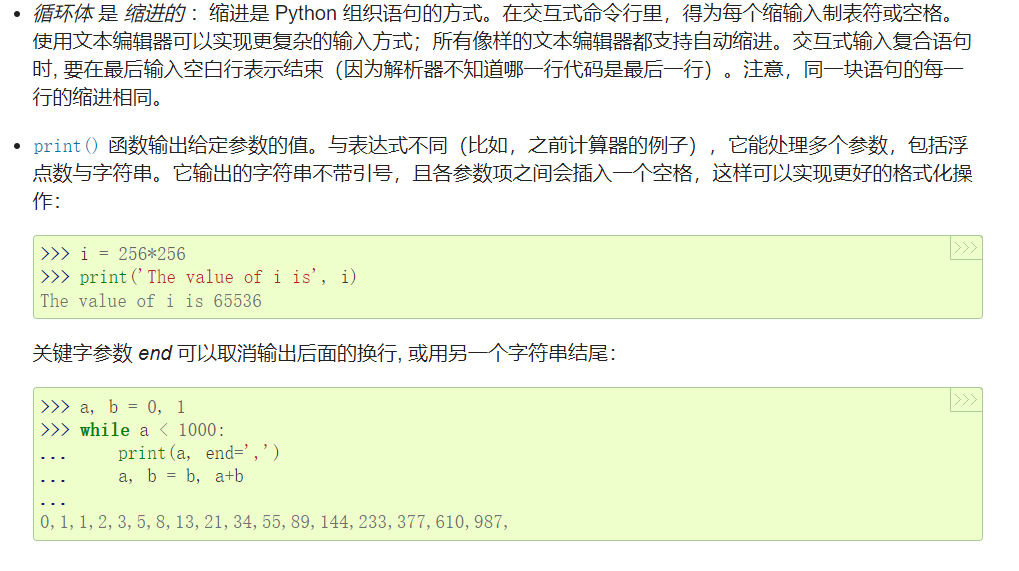 • 循环体 是 缩进的 ：缩进是 Python 组织语句的方式。在交互式命令行里，得为每个缩输入制表符或空格。
使用文本编辑器可以实现更复杂的输入方式；所有像样的文本编辑器都支持自动缩进。交互式输入复合语句
时, 要在最后输入空白行表示结束（因为解析器不知道哪一行代码是最后一行）。注意，同一块语句的每一
行的缩进相同。
• print() 函数输出给定参数的值。与表达式不同（比如，之前计算器的例子），它能处理多个参数，包括浮
点数与字符串。它输出的字符串不带引号，且各参数项之间会插入一个空格，这样可以实现更好的格式化操
作：
>>> i = 256*256
>>>
>>> print('The value of i is', i)
The value of i is 65536
关键字参数 end 可以取消输出后面的换行, 或用另一个字符串结尾：
>>> a, b = 0, 1
>>>
>>> while a < 1000:
...     print(a, end=',')
...     a, b = b, a+b
...
0,1,1,2,3,5,8,13,21,34,55,89,144,233,377,610,987,